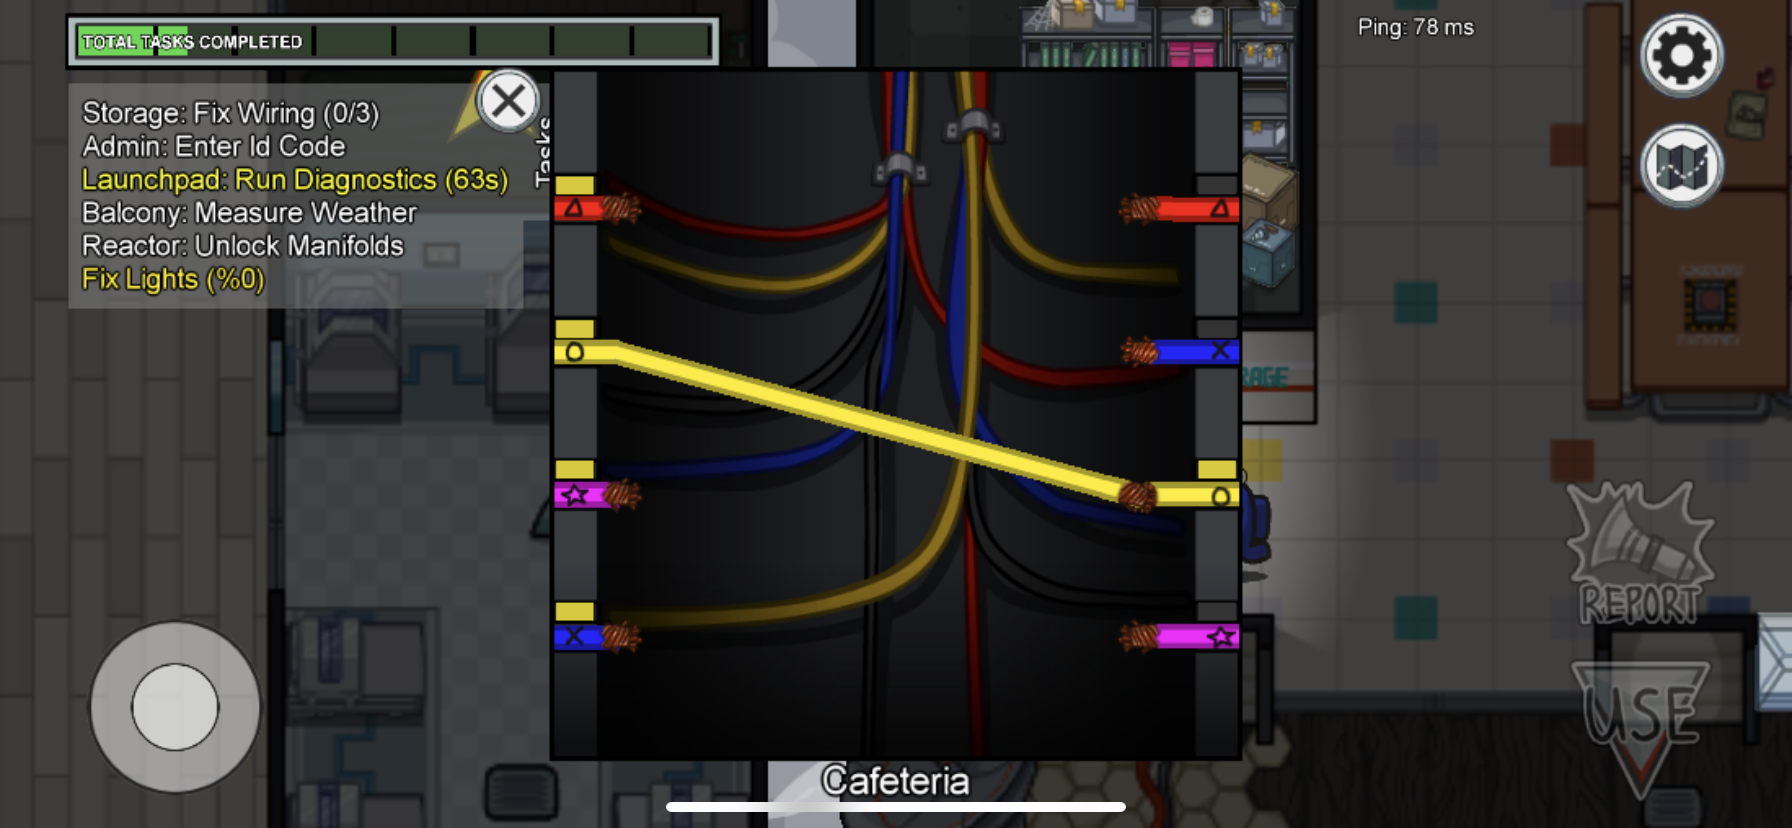 TOTAL TASKS COMPLETED
Ping: 78 ms
Storage: Fix Wiring (0/3)
Admin: Enter Id Code
Launchpad: Run Diagnostics (63s)
Balcony: Measure Weather
Reactor: Unlock Manifolds
Fix Lights (%0)
Tasks
RAGE
REPORT
USE
Cafeteria